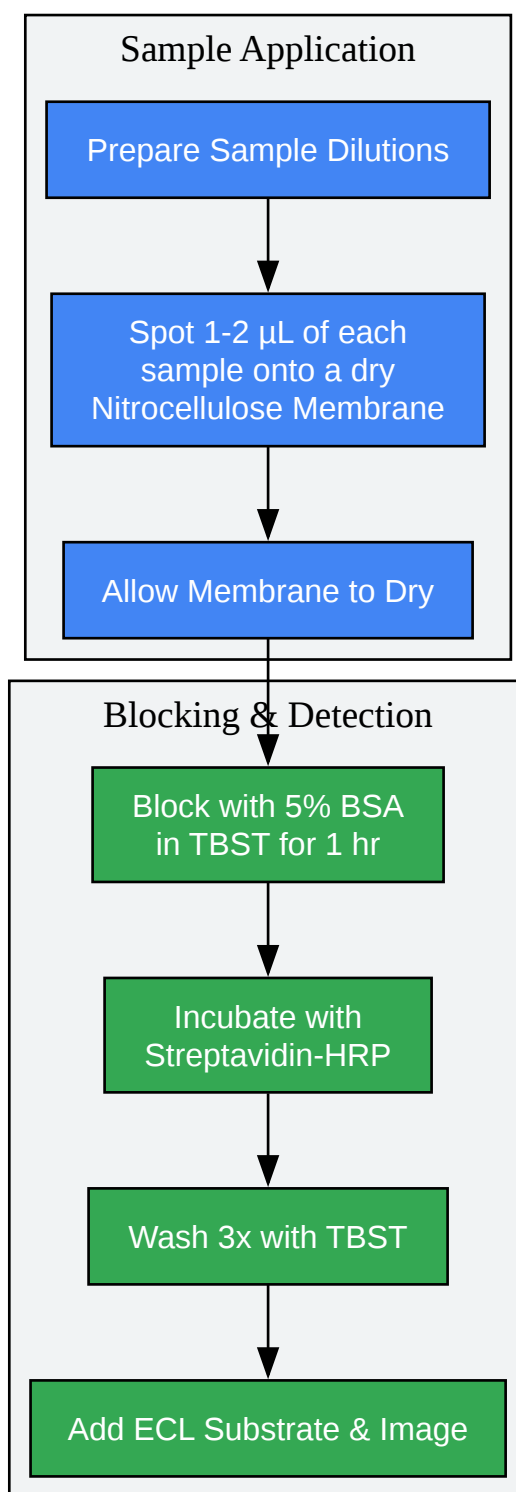 Sample Application
Prepare Sample Dilutions
Spot 1-2 µL of each
sample onto a dry
Nitrocellulose Membrane
Allow Membrane to Dry
Blocking & Detection
Block with 5% BSA
in TBST for 1 hr
Incubate with
Streptavidin-HRP
Wash 3x with TBST
Add ECL Substrate & Image